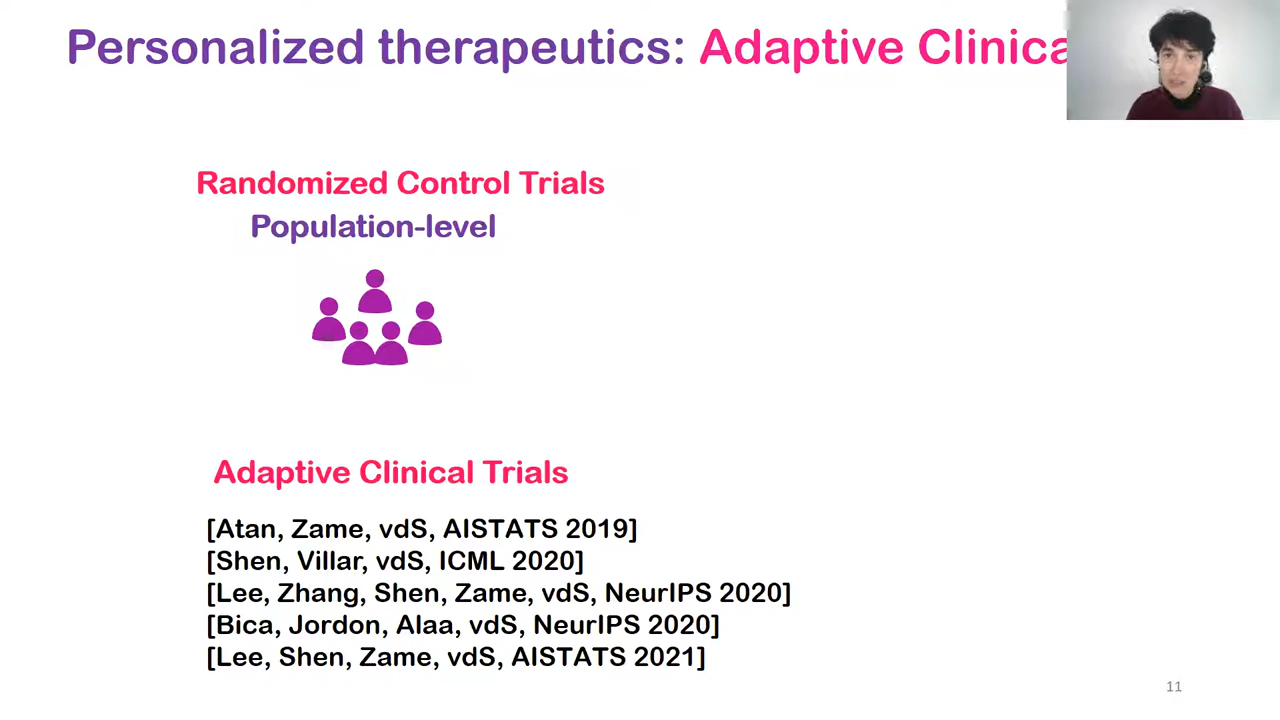 Personalized therapeutics: Adaptive Clinica
Randomized Control Trials
Population-level
Adaptive Clinical Trials
[Atan, Zame, vdS, AISTATS 2019]
[Shen, Villar, vdS, ICML 2020]
[Lee, Zhang, Shen, Zame, vdS, NeurIPS 2020]
[Bica, Jordon, Alaa, vdS, NeurIPS 2020]
[Lee, Shen, Zame, vdS, AISTATS 2021]
11